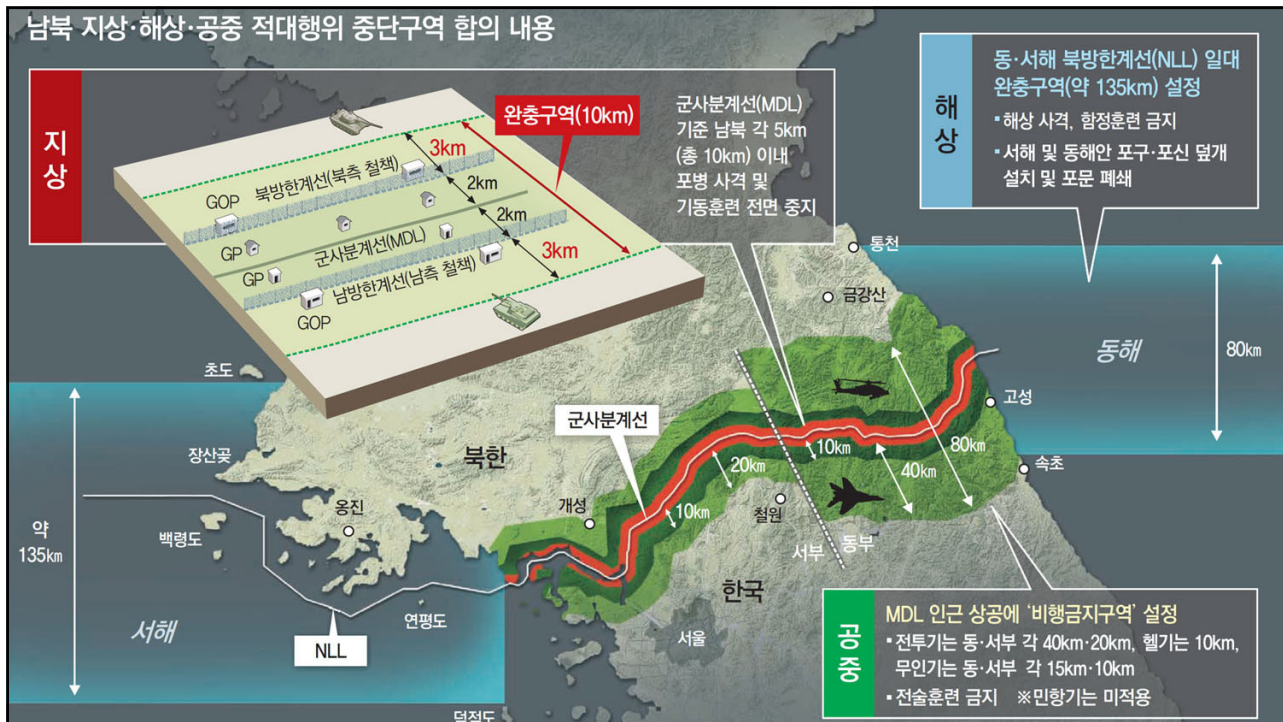 남북 지상·해상·공중 적대행위 중단구역 합의 내용
지상
완충구역(10km)
3km
2km
2km
3km
GOP
북방한계선(북측 철책)
GP
군사분계선(MDL)
GP
남방한계선(남측 철책)
GOP
군사분계선(MDL)
기준 남북 각 5km
(총 10km) 이내
포병 사격 및
기동훈련 전면 중지
해상
동·서해 북방한계선(NLL) 일대
완충구역(약 135km) 설정
▪해상 사격, 함정훈련 금지
▪서해 및 동해안 포구·포신 덮개
설치 및 포문 폐쇄
통천
금강산
동해
80km
고성
속초
초도
장산곶
북한
군사분계선
옹진
개성
백령도
약
135km
서해
연평도
NLL
덕적도
20km
10km
10km
40km
80km
철원
서부
동부
한국
서울
공중
MDL 인근 상공에 ‘비행금지구역’ 설정
▪전투기는 동·서부 각 40km·20km, 헬기는 10km,
무인기는 동·서부 각 15km·10km
▪전술훈련 금지 ※민항기는 미적용